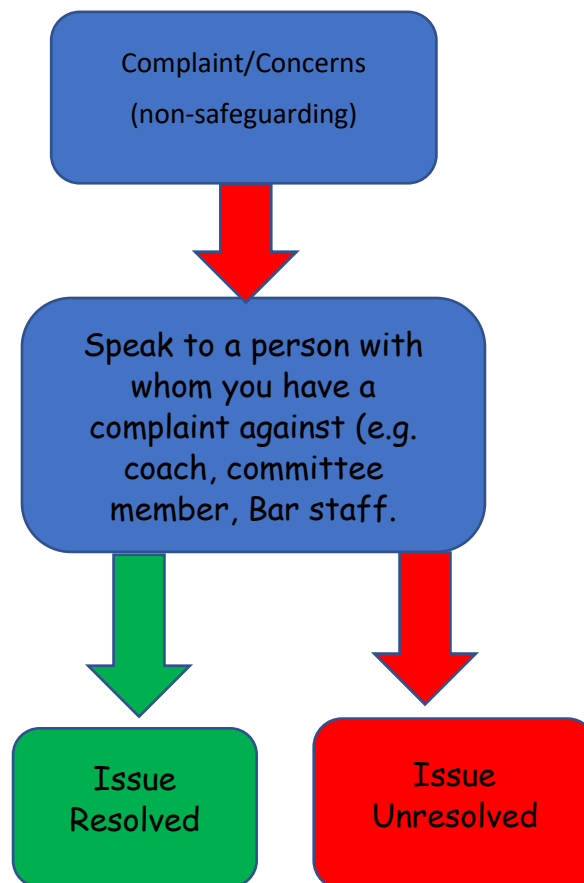 Complaint/Concerns
(non-safeguarding)
Speak to a person with
whom you have a
complaint against (e.g.
coach, committee
member, Bar staff.
Issue
Resolved
Issue
Unresolved